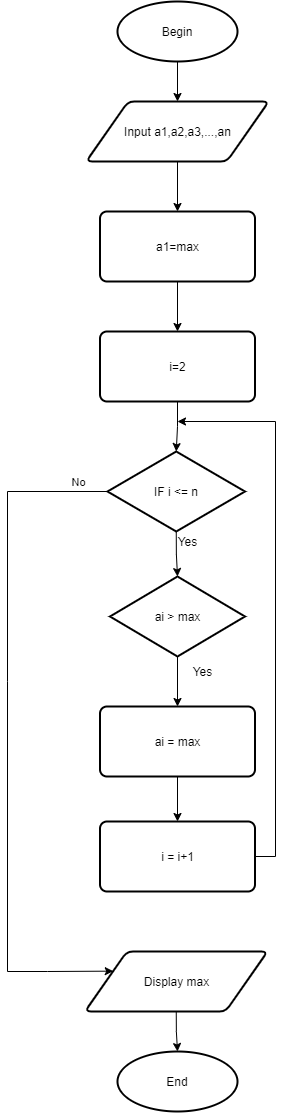 Begin
Input a1,a2,a3,...,an
a1=max
i=2
No
IF i <= n
Yes
ai > max
Yes
ai = max
i = i+1
Display max
End